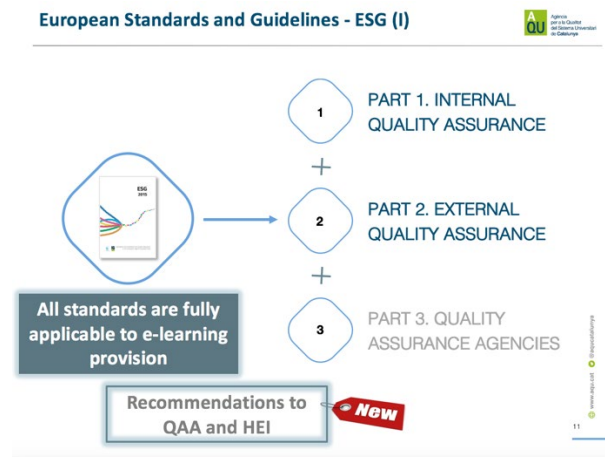 European Standards and Guidelines - ESG (I)
AQU
Agència
per a la Qualitat
del Sistema Universitari
de Catalunya
1
PART 1. INTERNAL
QUALITY ASSURANCE
+
ESG
2015
2
PART 2. EXTERNAL
QUALITY ASSURANCE
+
All standards are fully
applicable to e-learning
provision
3
PART 3. QUALITY
ASSURANCE AGENCIES
Recommendations to
QAA and HEI
New
www.aqu.cat
@aqucatalunya
11